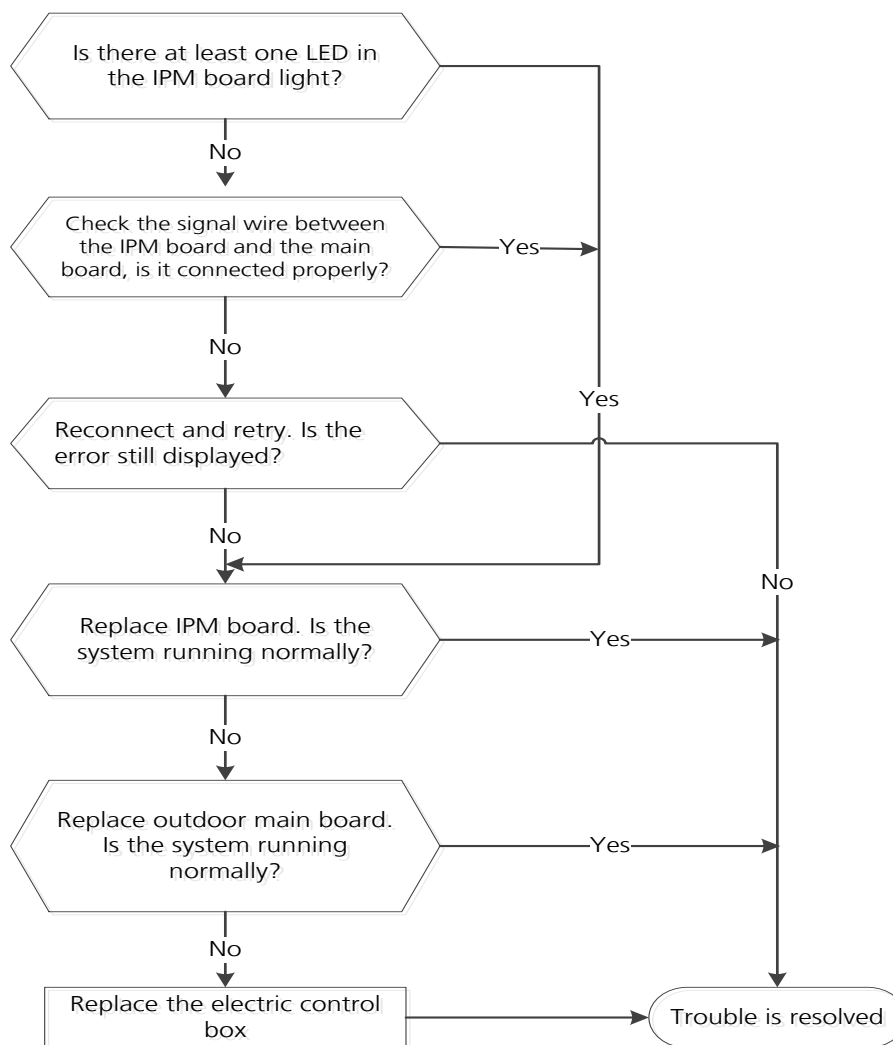 Is there at least one LED in
the IPM board light?
No
Check the signal wire between
the IPM board and the main
board, is it connected properly?
Yes
No
Yes
Reconnect and retry. Is the
error still displayed?
No
No
Replace IPM board. Is the
system running normally?
Yes
No
Replace outdoor main board.
Is the system running
normally?
Yes
No
Replace the electric control
box
Trouble is resolved